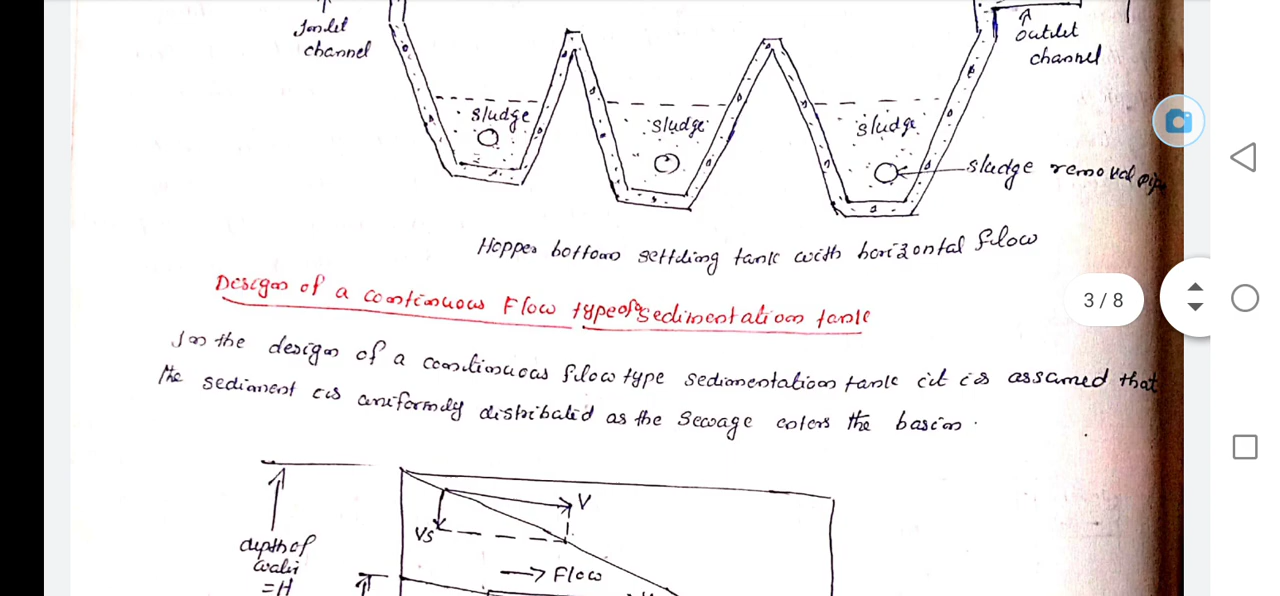 Inlet
channel
outlet
channel
sludge
sludge
sludge
sludge removal pipe
Hopper bottom settling tank with horizontal flow
Design of a continuous Flow type of sedimentation tank
3 / 8
In the design of a continuous flow type sedimentation tank it is assumed that
the sediment is uniformly distributed as the sewage enters the basin.
V
Vs
depth of
water
= H
→ Flow